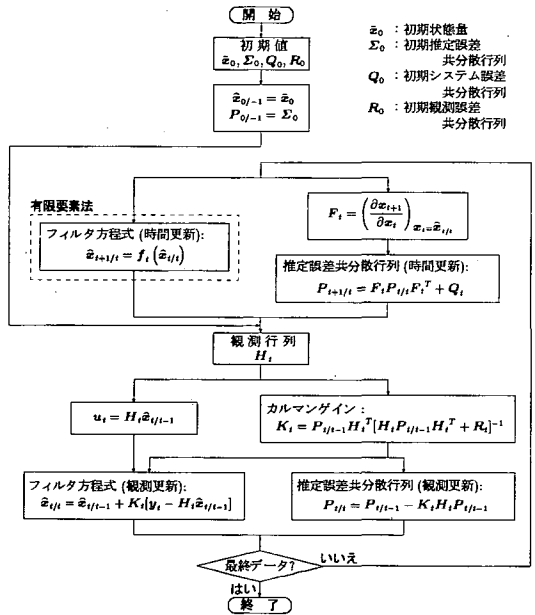 開 始
初 期 値
x̄₀, Σ₀, Q₀, R₀
x̄₀ ：初期状態量
Σ₀ ：初期推定誤差
共分散行列
Q₀ ：初期システム誤差
共分散行列
R₀ ：初期観測誤差
共分散行列
x̂₀/₋₁ = x̄₀
P₀/₋₁ = Σ₀
有限要素法
フィルタ方程式 (時間更新):
x̂ₜ₊₁/ₜ = fₜ (x̂ₜ/ₜ)
Fₜ = (∂xₜ₊₁/∂xₜ) xₜ=x̂ₜ/ₜ
推定誤差共分散行列 (時間更新):
Pₜ₊₁/ₜ = FₜPₜ/ₜFₜᵀ + Qₜ
観 測 行 列
Hₜ
uₜ = Hₜx̂ₜ/ₜ₋₁
カルマンゲイン：
Kₜ = Pₜ/ₜ₋₁Hₜᵀ[HₜPₜ/ₜ₋₁Hₜᵀ + Rₜ]⁻¹
フィルタ方程式 (観測更新):
x̂ₜ/ₜ = x̂ₜ/ₜ₋₁ + Kₜ[yₜ − Hₜx̂ₜ/ₜ₋₁]
推定誤差共分散行列 (観測更新):
Pₜ/ₜ = Pₜ/ₜ₋₁ − KₜHₜPₜ/ₜ₋₁
最終データ?
いいえ
はい
終 了